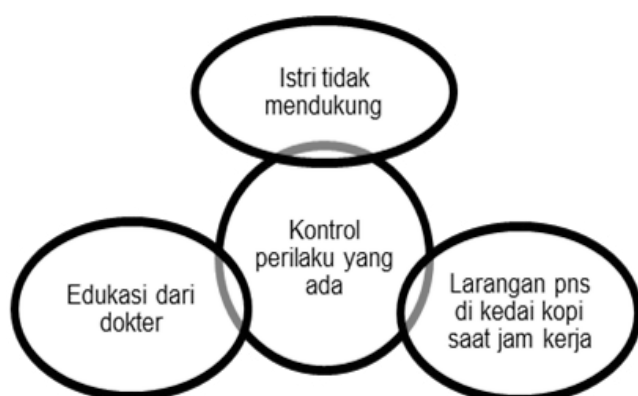 Istri tidak
mendukung
Kontrol
perilaku yang
ada
Edukasi dari
dokter
Larangan pns
di kedai kopi
saat jam kerja